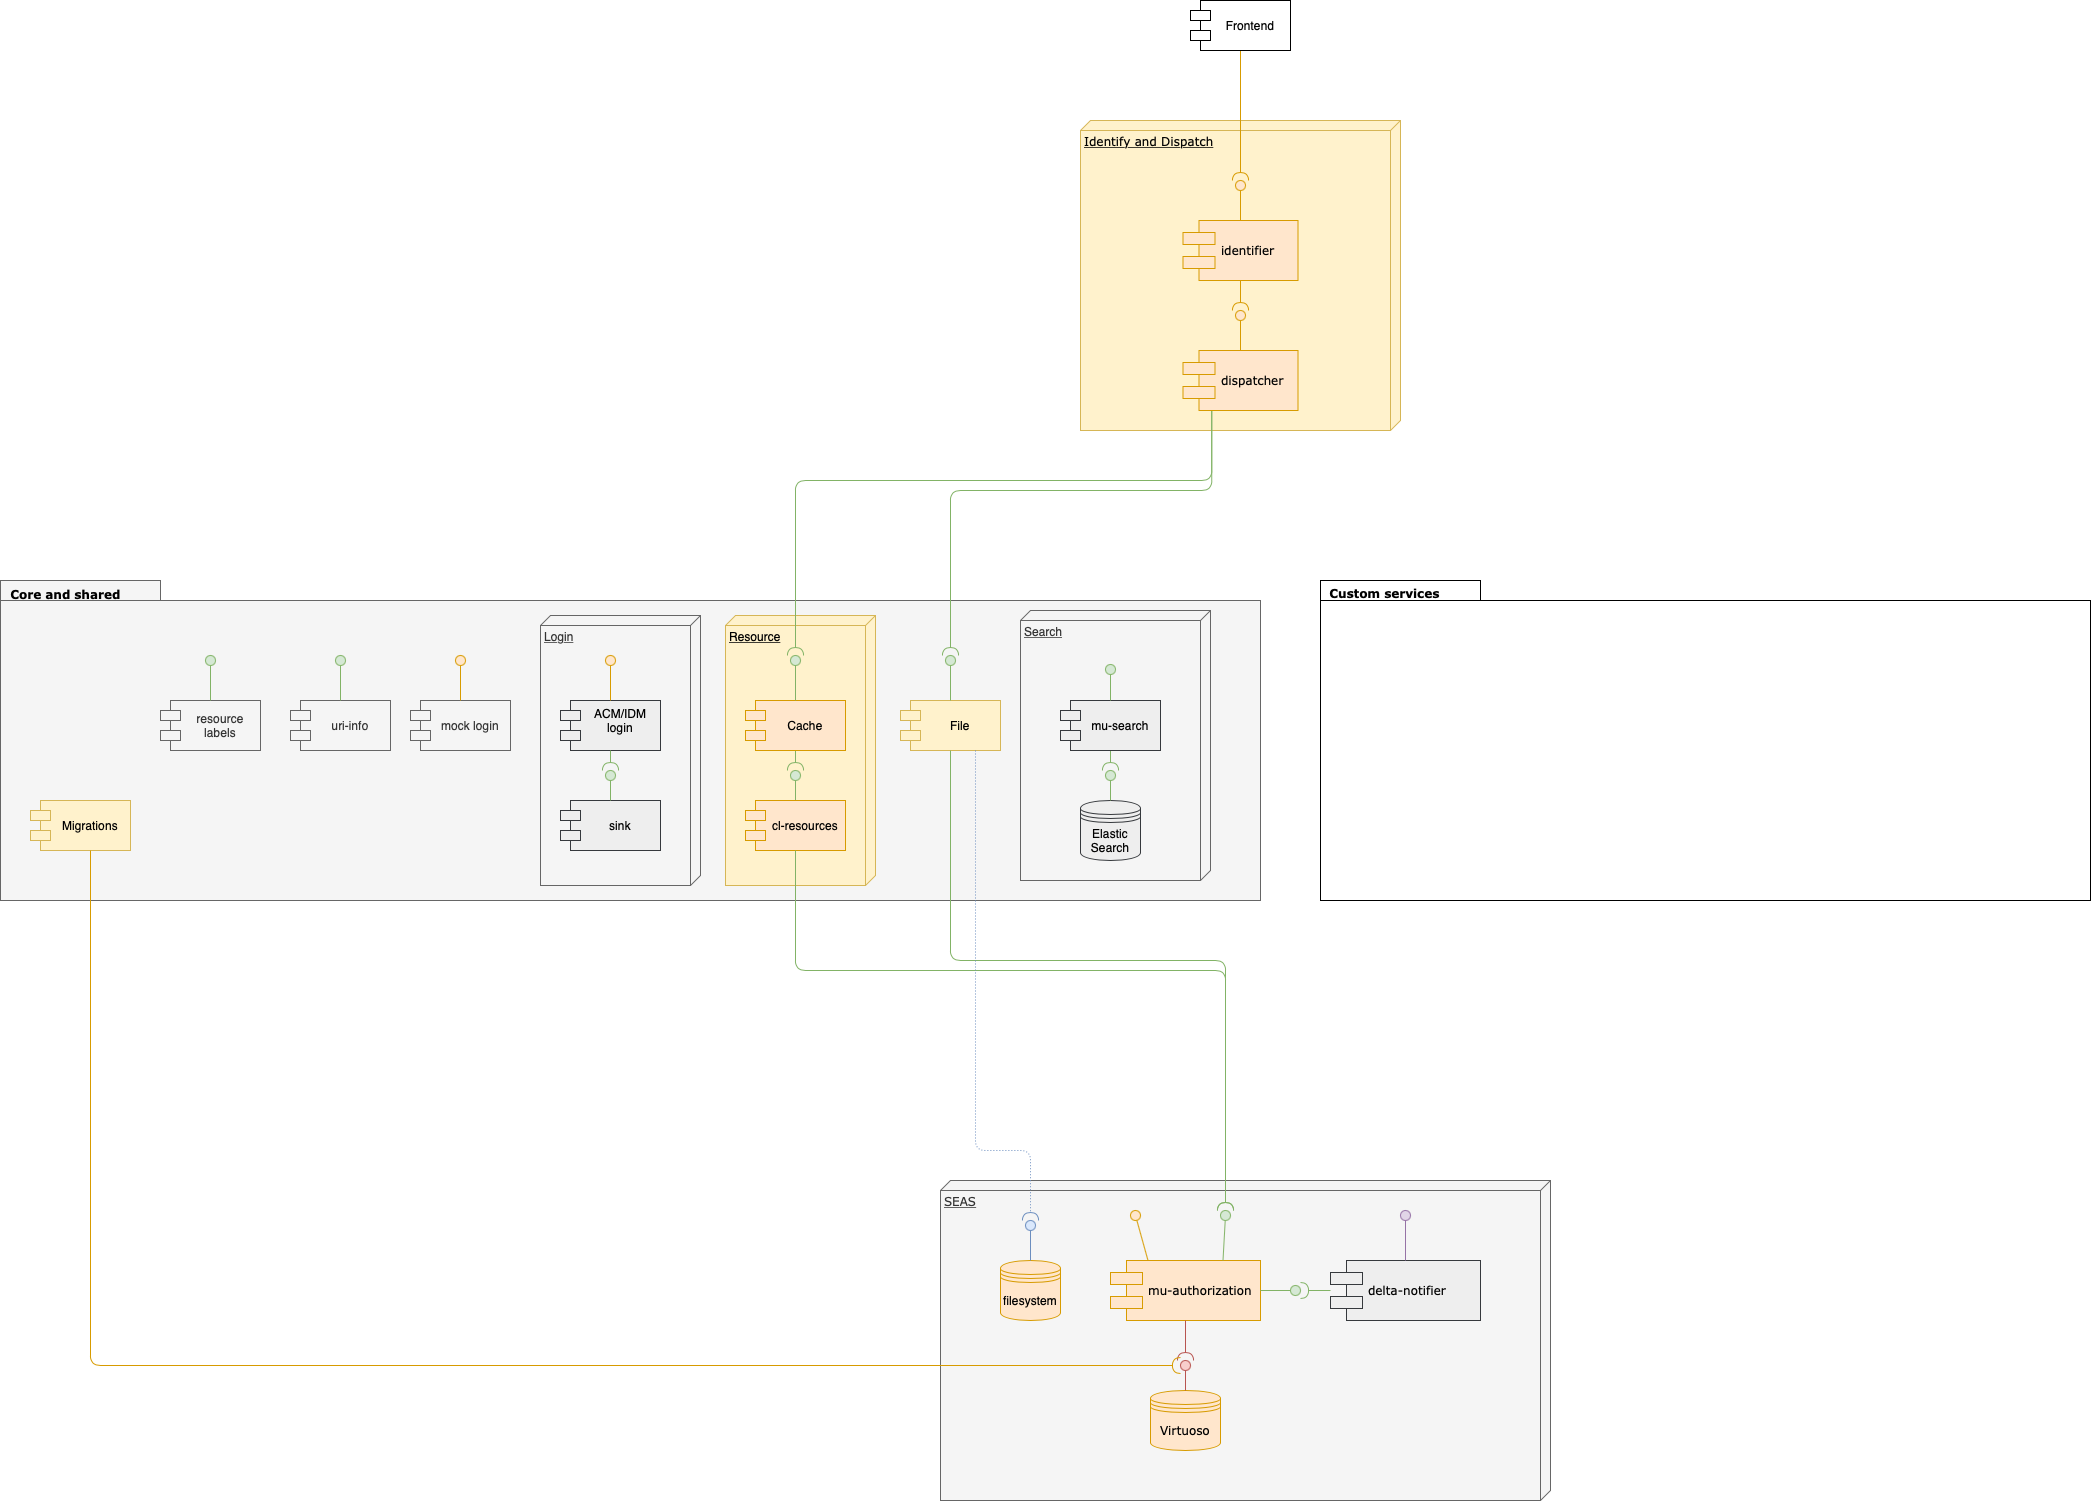 Frontend
Identify and Dispatch
identifier
dispatcher
Core and shared
Custom services
Login
Resource
Search
resource
labels
uri-info
mock login
ACM/IDM
login
Cache
File
mu-search
Migrations
sink
cl-resources
Elastic
Search
SEAS
filesystem
mu-authorization
delta-notifier
Virtuoso